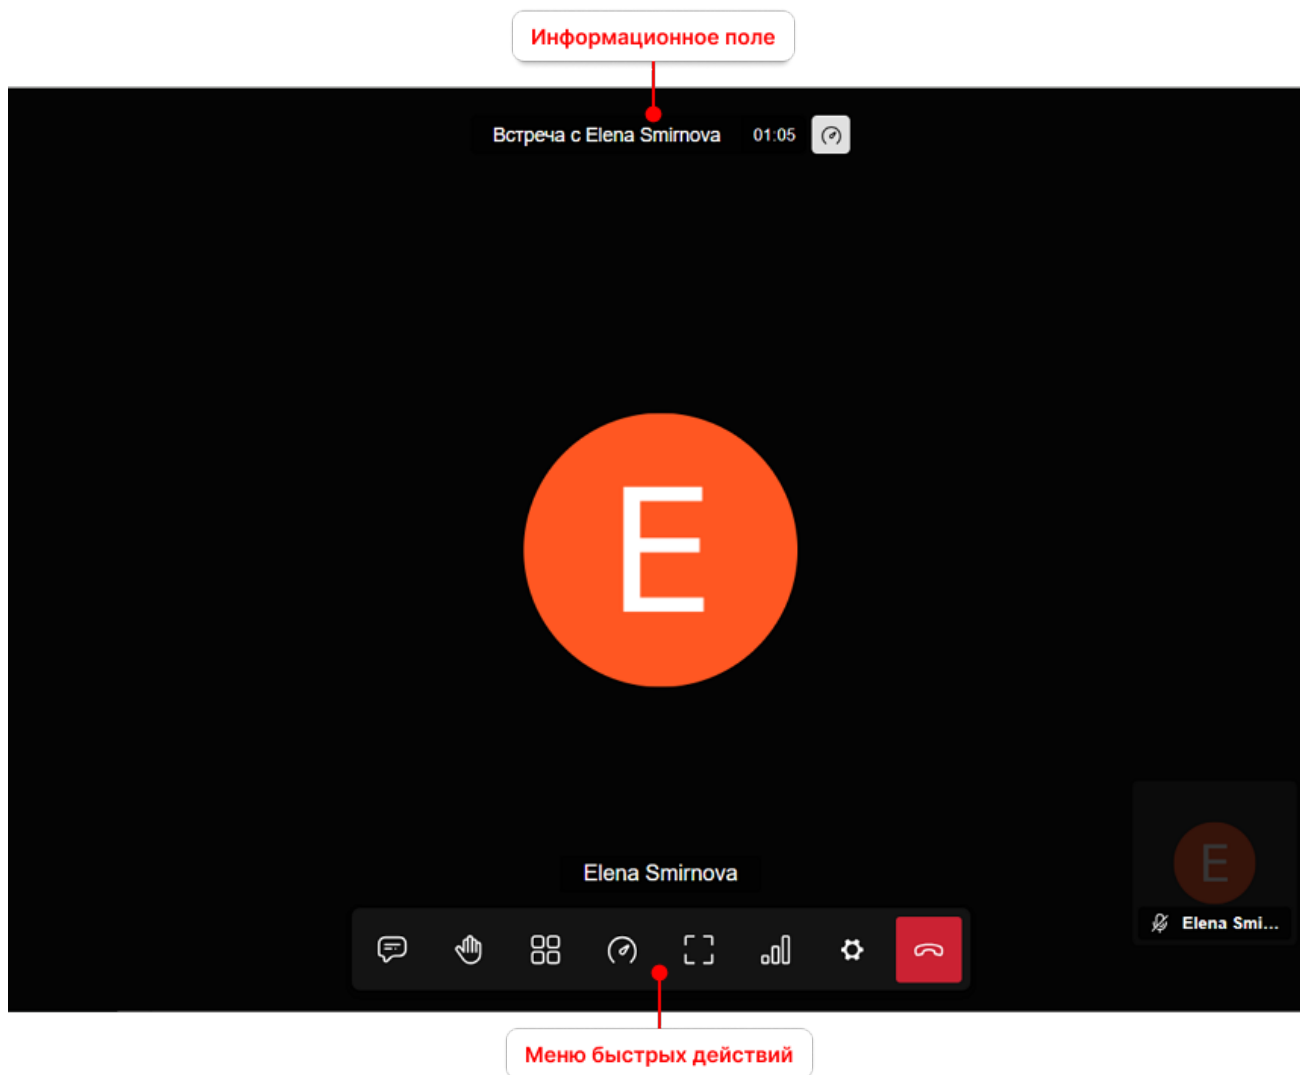 Информационное поле
Встреча с Elena Smirnova 01:05
E
Elena Smirnova
E
Elena Smi...
Меню быстрых действий